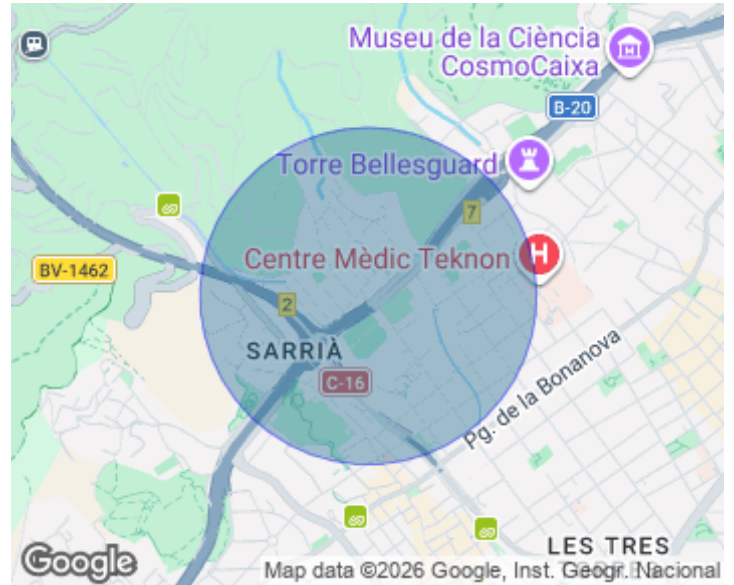 Museu de la Ciència
CosmoCaixa
B-20
Torre Bellesguard
7
Centre Mèdic Teknon
H
BV-1462
2
SARRIÀ
C-16
Pg. de la Bonanova
LES TRES
Google
Map data ©2026 Google, Inst. Geogr. Nacional